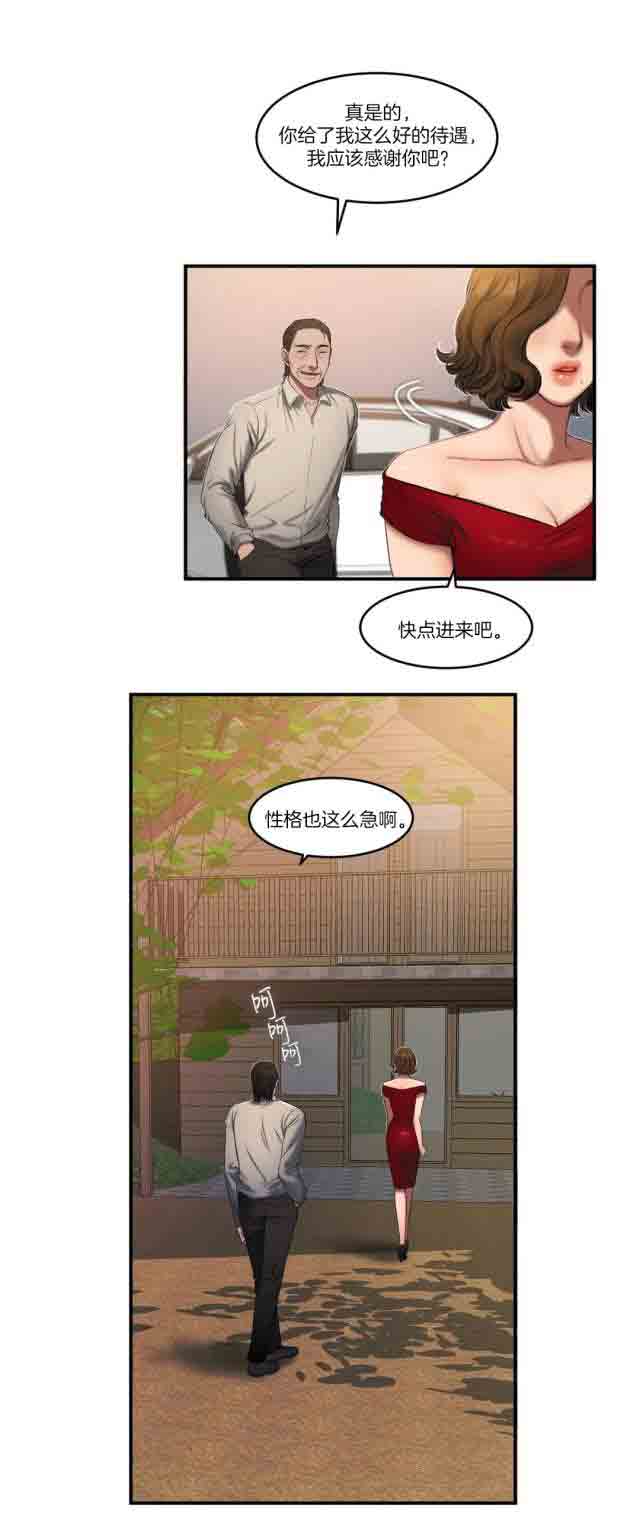 真是的，
你给了我这么好的待遇，
我应该感谢你吧？
快点进来吧。
性格也这么急啊。
呵
呵
呵